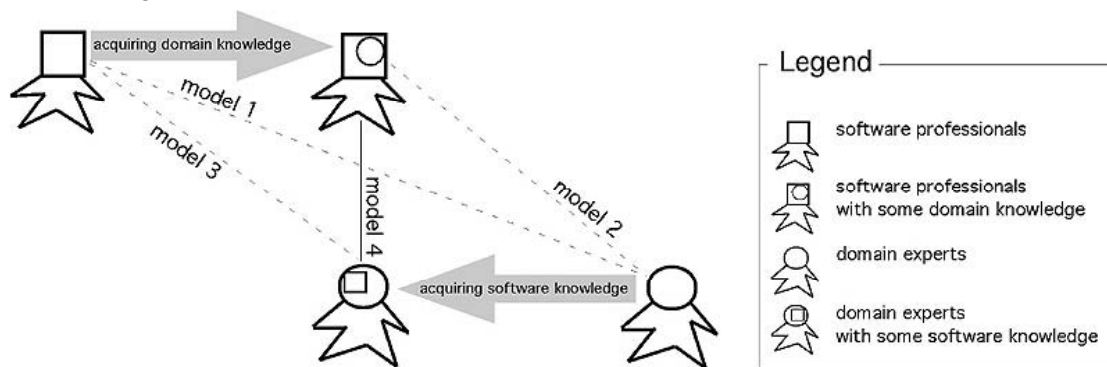 acquiring domain knowledge
model 1
model 3
model 2
model 4
acquiring software knowledge
Legend
software professionals
software professionals
with some domain knowledge
domain experts
domain experts
with some software knowledge